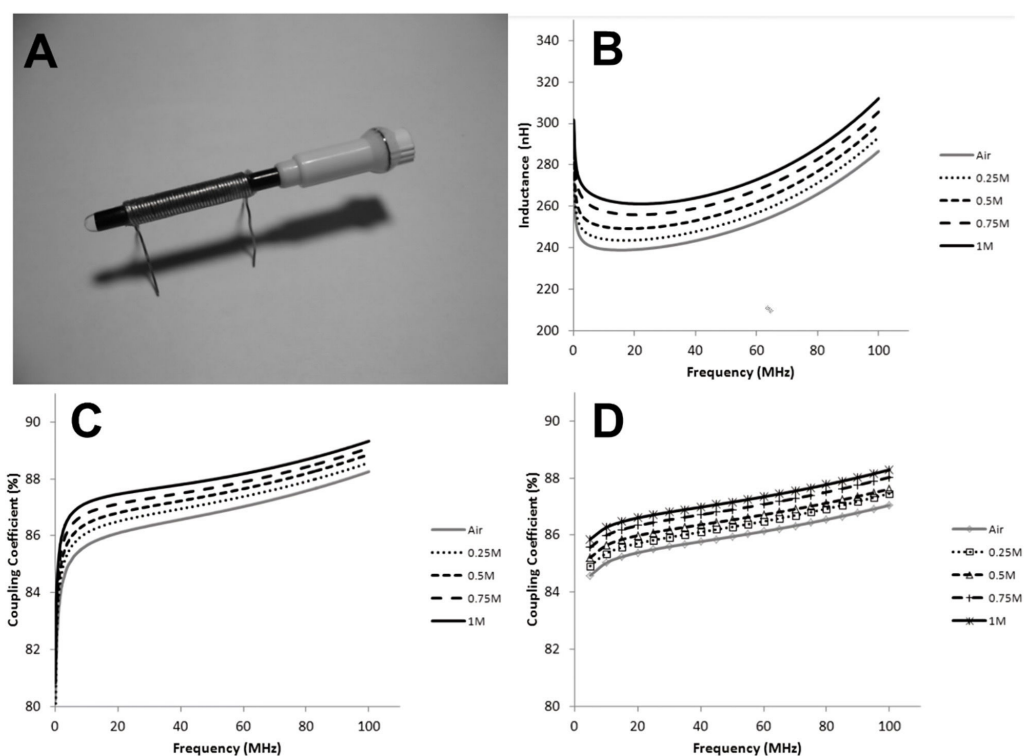 A
B
340
320
300
280
260
240
220
200
Inductance (nH)
0 20 40 60 80 100
Frequency (MHz)
Air
0.25M
0.5M
0.75M
1M
C
90
88
86
84
82
80
Coupling Coefficient (%)
0 20 40 60 80 100
Frequency (MHz)
Air
0.25M
0.5M
0.75M
1M
D
90
88
86
84
82
80
Coupling Coefficient (%)
0 20 40 60 80 100
Frequency (MHz)
Air
0.25M
0.5M
0.75M
1M